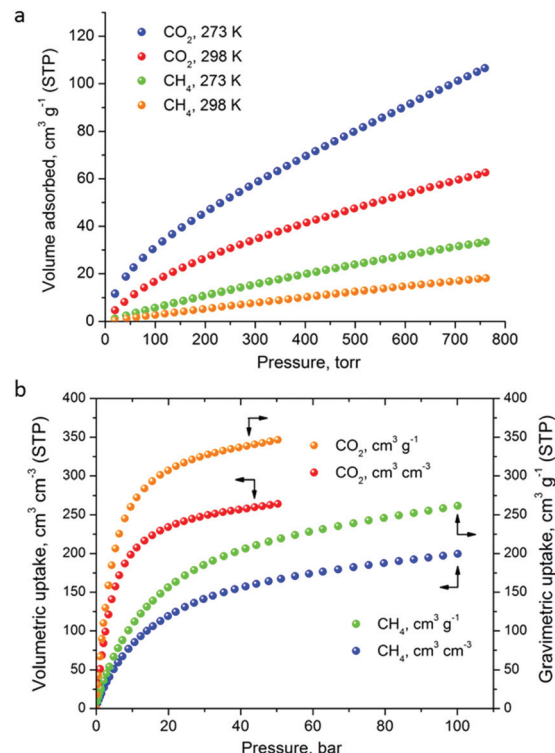 a
CO₂, 273 K
CO₂, 298 K
CH₄, 273 K
CH₄, 298 K
120
100
80
60
40
20
0
Volume adsorbed, cm³ g⁻¹ (STP)
0 100 200 300 400 500 600 700 800
Pressure, torr
b
400
350
300
250
200
150
100
50
0
Volumetric uptake, cm³ cm⁻³ (STP)
CO₂, cm³ g⁻¹
CO₂, cm³ cm⁻³
CH₄, cm³ g⁻¹
CH₄, cm³ cm⁻³
400
350
300
250
200
150
100
50
0
Gravimetric uptake, cm³ g⁻¹ (STP)
0 20 40 60 80 100
Pressure, bar